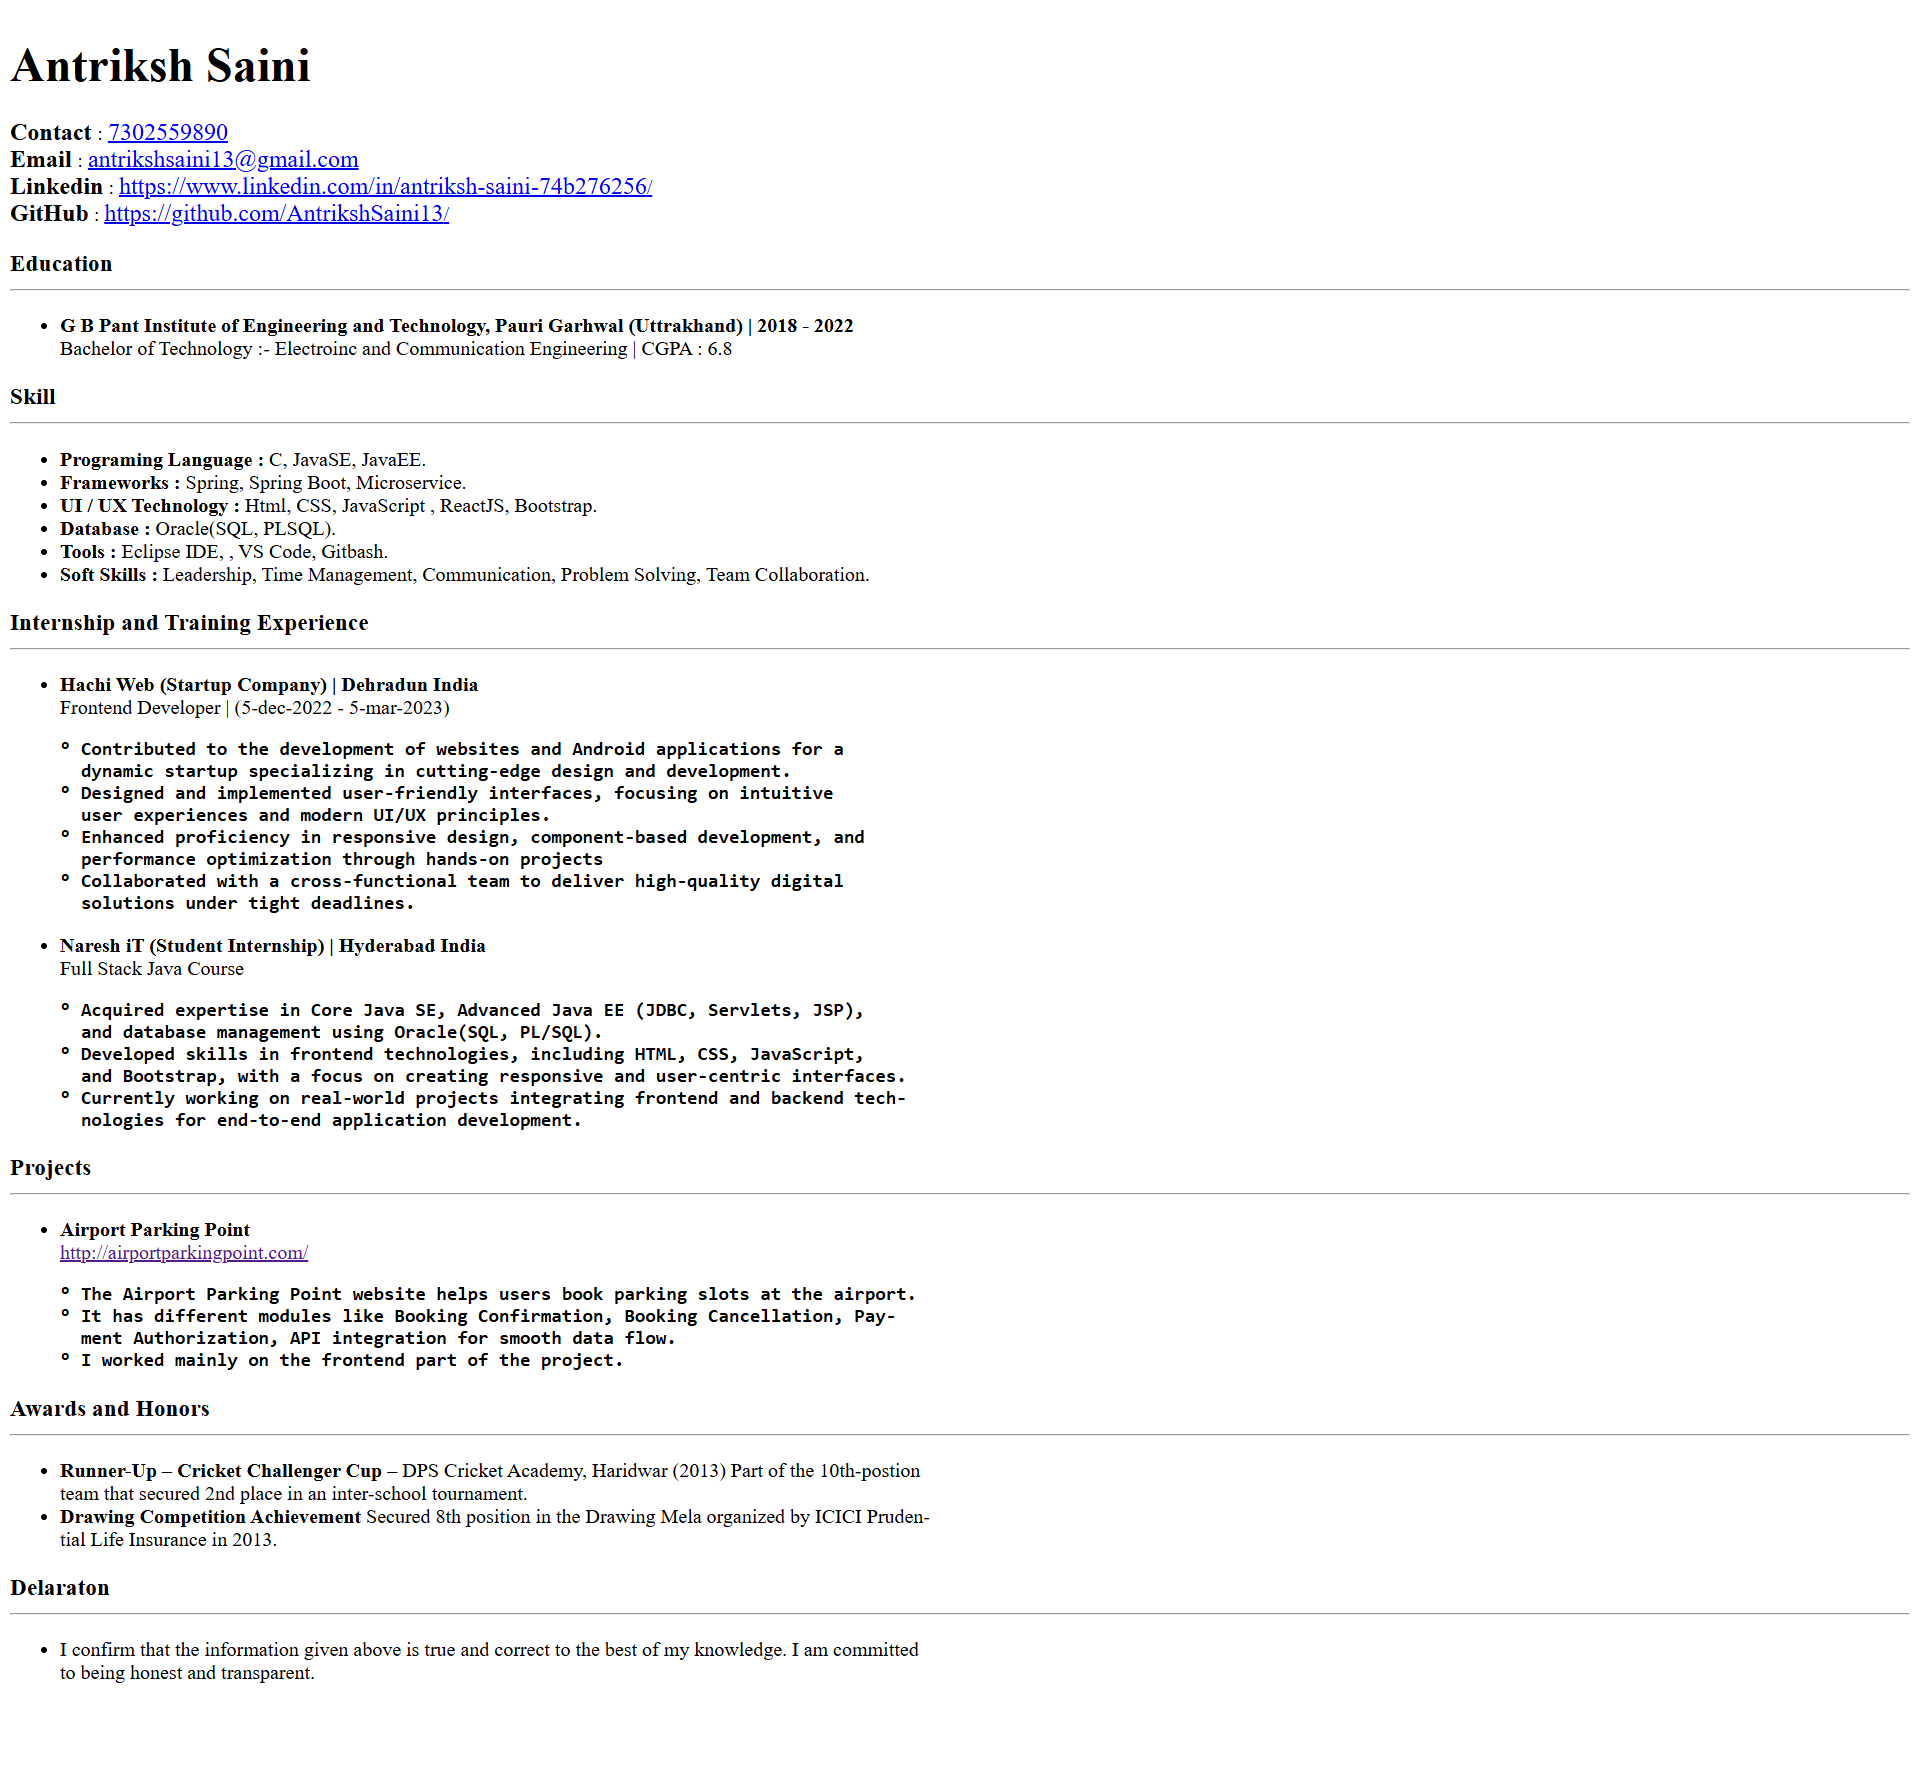 Antriksh Saini
Contact : 7302559890
Email : antrikshsaini13@gmail.com
Linkedin : https://www.linkedin.com/in/antriksh-saini-74b276256/
GitHub : https://github.com/AntrikshSaini13/
Education
• G B Pant Institute of Engineering and Technology, Pauri Garhwal (Uttrakhand) | 2018 - 2022
Bachelor of Technology :- Electroinc and Communication Engineering | CGPA : 6.8
Skill
• Programing Language : C, JavaSE, JavaEE.
• Frameworks : Spring, Spring Boot, Microservice.
• UI / UX Technology : Html, CSS, JavaScript , ReactJS, Bootstrap.
• Database : Oracle(SQL, PLSQL).
• Tools : Eclipse IDE, , VS Code, Gitbash.
• Soft Skills : Leadership, Time Management, Communication, Problem Solving, Team Collaboration.
Internship and Training Experience
• Hachi Web (Startup Company) | Dehradun India
Frontend Developer | (5-dec-2022 - 5-mar-2023)
° Contributed to the development of websites and Android applications for a
dynamic startup specializing in cutting-edge design and development.
° Designed and implemented user-friendly interfaces, focusing on intuitive
user experiences and modern UI/UX principles.
° Enhanced proficiency in responsive design, component-based development, and
performance optimization through hands-on projects
° Collaborated with a cross-functional team to deliver high-quality digital
solutions under tight deadlines.
• Naresh iT (Student Internship) | Hyderabad India
Full Stack Java Course
° Acquired expertise in Core Java SE, Advanced Java EE (JDBC, Servlets, JSP),
and database management using Oracle(SQL, PL/SQL).
° Developed skills in frontend technologies, including HTML, CSS, JavaScript,
and Bootstrap, with a focus on creating responsive and user-centric interfaces.
° Currently working on real-world projects integrating frontend and backend tech-
nologies for end-to-end application development.
Projects
• Airport Parking Point
http://airportparkingpoint.com/
° The Airport Parking Point website helps users book parking slots at the airport.
° It has different modules like Booking Confirmation, Booking Cancellation, Pay-
ment Authorization, API integration for smooth data flow.
° I worked mainly on the frontend part of the project.
Awards and Honors
• Runner-Up – Cricket Challenger Cup – DPS Cricket Academy, Haridwar (2013) Part of the 10th-postion
team that secured 2nd place in an inter-school tournament.
• Drawing Competition Achievement Secured 8th position in the Drawing Mela organized by ICICI Pruden-
tial Life Insurance in 2013.
Delaraton
• I confirm that the information given above is true and correct to the best of my knowledge. I am committed
to being honest and transparent.